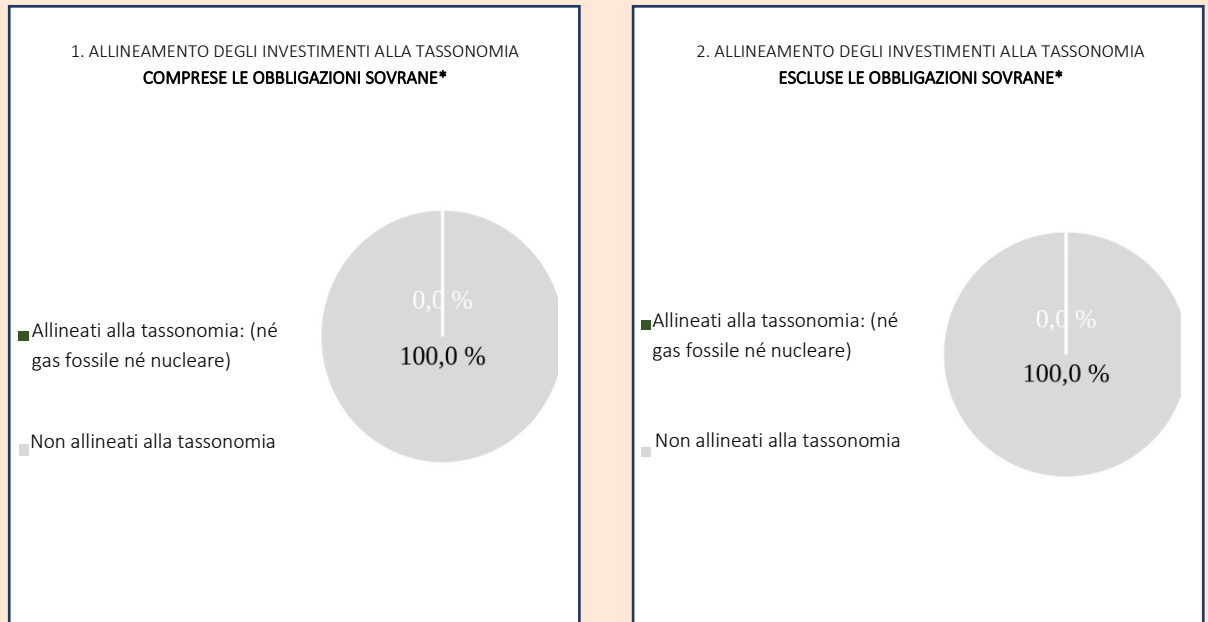 1. ALLINEAMENTO DEGLI INVESTIMENTI ALLA TASSONOMIA
COMPRESE LE OBBLIGAZIONI SOVRANE*
0,0 %
Allineati alla tassonomia: (né
gas fossile né nucleare)
100,0 %
Non allineati alla tassonomia
2. ALLINEAMENTO DEGLI INVESTIMENTI ALLA TASSONOMIA
ESCLUSE LE OBBLIGAZIONI SOVRANE*
0,0 %
Allineati alla tassonomia: (né
gas fossile né nucleare)
100,0 %
Non allineati alla tassonomia